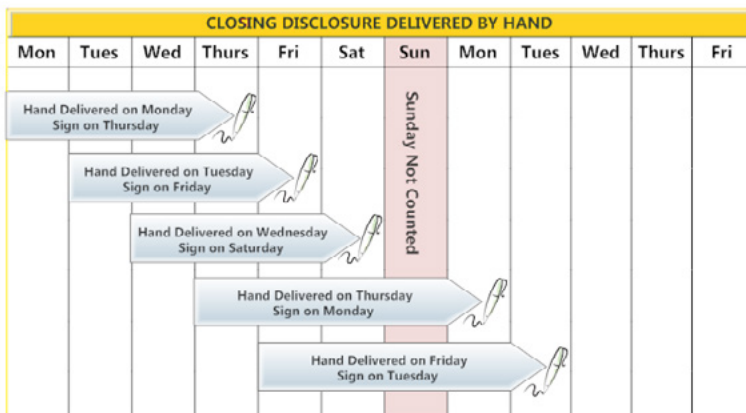 CLOSING DISCLOSURE DELIVERED BY HAND
Mon Tues Wed Thurs Fri Sat Sun Mon Tues Wed Thurs Fri
Hand Delivered on Monday
Sign on Thursday
Hand Delivered on Tuesday
Sign on Friday
Hand Delivered on Wednesday
Sign on Saturday
Hand Delivered on Thursday
Sign on Monday
Hand Delivered on Friday
Sign on Tuesday
Sunday Not Counted